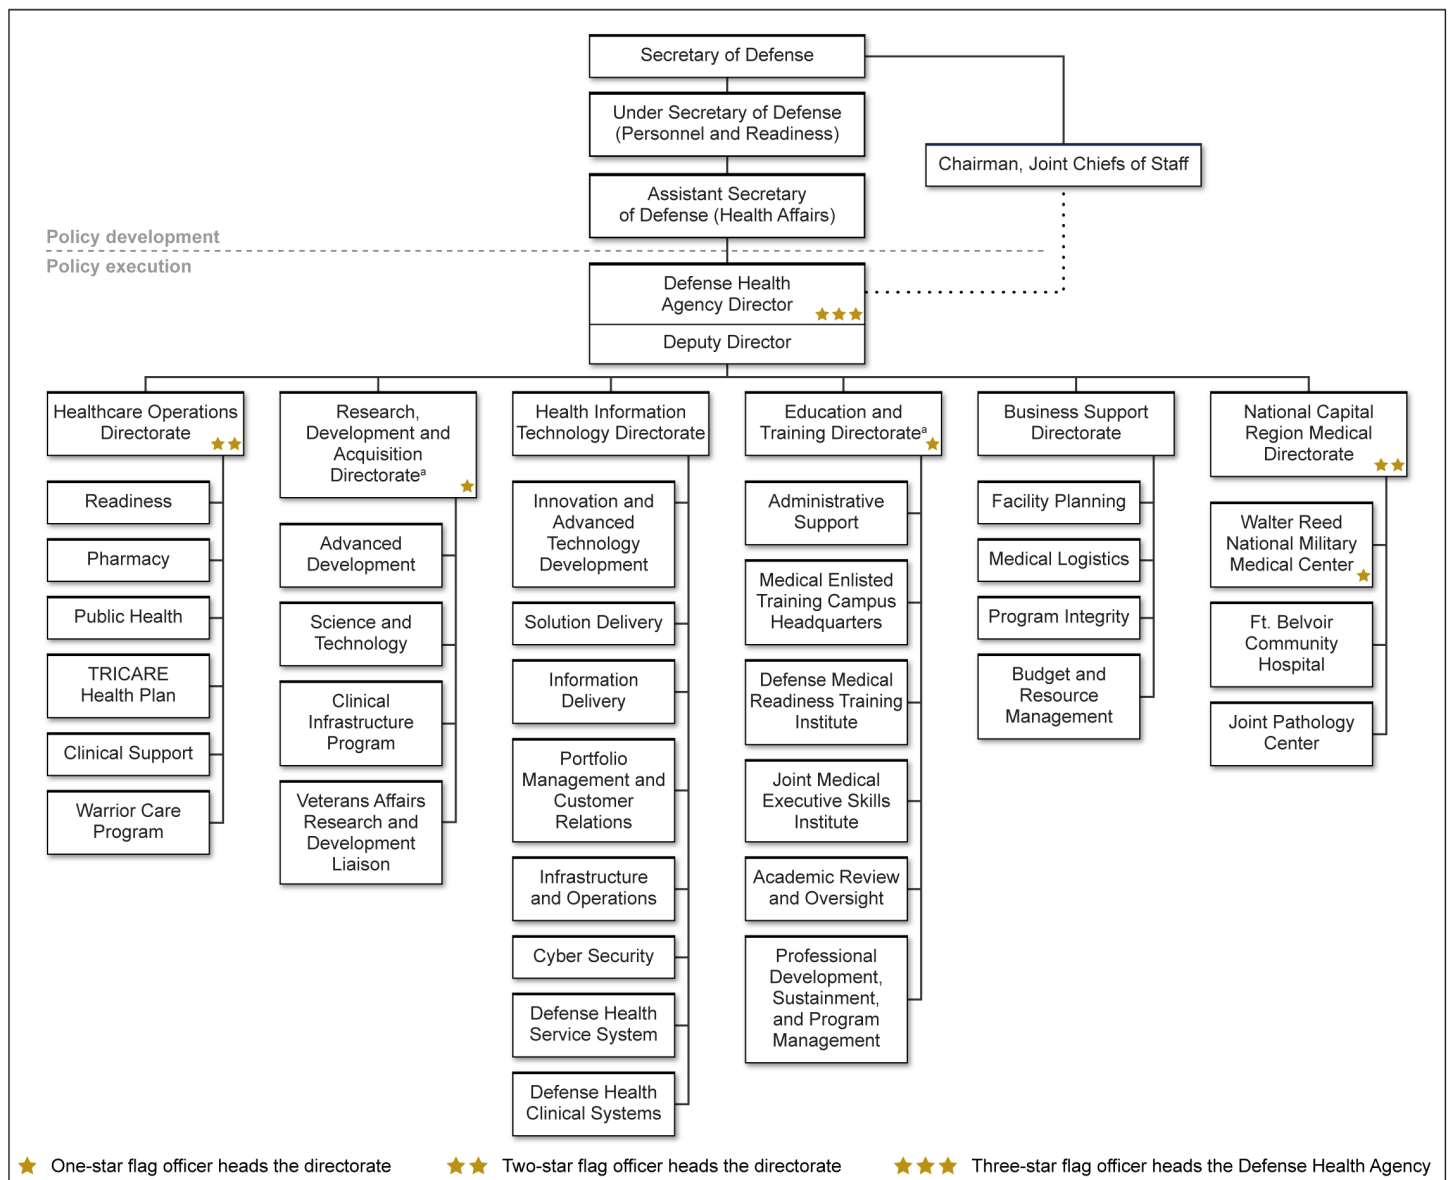 Secretary of Defense
Under Secretary of Defense
(Personnel and Readiness)
Chairman, Joint Chiefs of Staff
Assistant Secretary
of Defense (Health Affairs)
Policy development
Policy execution
Defense Health
Agency Director
Deputy Director
Healthcare Operations
Directorate
Readiness
Pharmacy
Public Health
TRICARE
Health Plan
Clinical Support
Warrior Care
Program
Research,
Development and
Acquisition
Directorateᵃ
Advanced
Development
Science and
Technology
Clinical
Infrastructure
Program
Veterans Affairs
Research and
Development
Liaison
Health Information
Technology Directorate
Innovation and
Advanced
Technology
Development
Solution Delivery
Information
Delivery
Portfolio
Management and
Customer
Relations
Infrastructure
and Operations
Cyber Security
Defense Health
Service System
Defense Health
Clinical Systems
Education and
Training Directorateᵃ
Administrative
Support
Medical Enlisted
Training Campus
Headquarters
Defense Medical
Readiness Training
Institute
Joint Medical
Executive Skills
Institute
Academic Review
and Oversight
Professional
Development,
Sustainment,
and Program
Management
Business Support
Directorate
Facility Planning
Medical Logistics
Program Integrity
Budget and
Resource
Management
National Capital
Region Medical
Directorate
Walter Reed
National Military
Medical Center
Ft. Belvoir
Community
Hospital
Joint Pathology
Center
One-star flag officer heads the directorate
Two-star flag officer heads the directorate
Three-star flag officer heads the Defense Health Agency